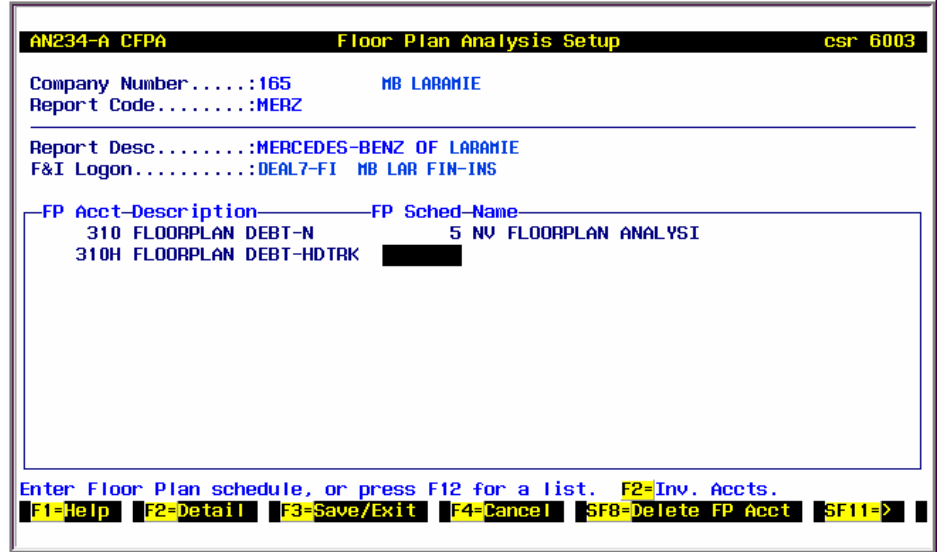 AN234-A CFPA Floor Plan Analysis Setup csr 6003
Company Number.....:165 MB LARAMIE
Report Code........:MERZ
Report Desc........:MERCEDES-BENZ OF LARAMIE
F&I Logon..........:DEAL7-FI MB LAR FIN-INS
FP Acct Description FP Sched Name
310 FLOORPLAN DEBT-N 5 NV FLOORPLAN ANALYSI
310H FLOORPLAN DEBT-HDTRK
Enter Floor Plan schedule, or press F12 for a list. F2=Inv. Accts.
F1=Help F2=Detail F3=Save/Exit F4=Cancel SF8=Delete FP Acct SF11=>